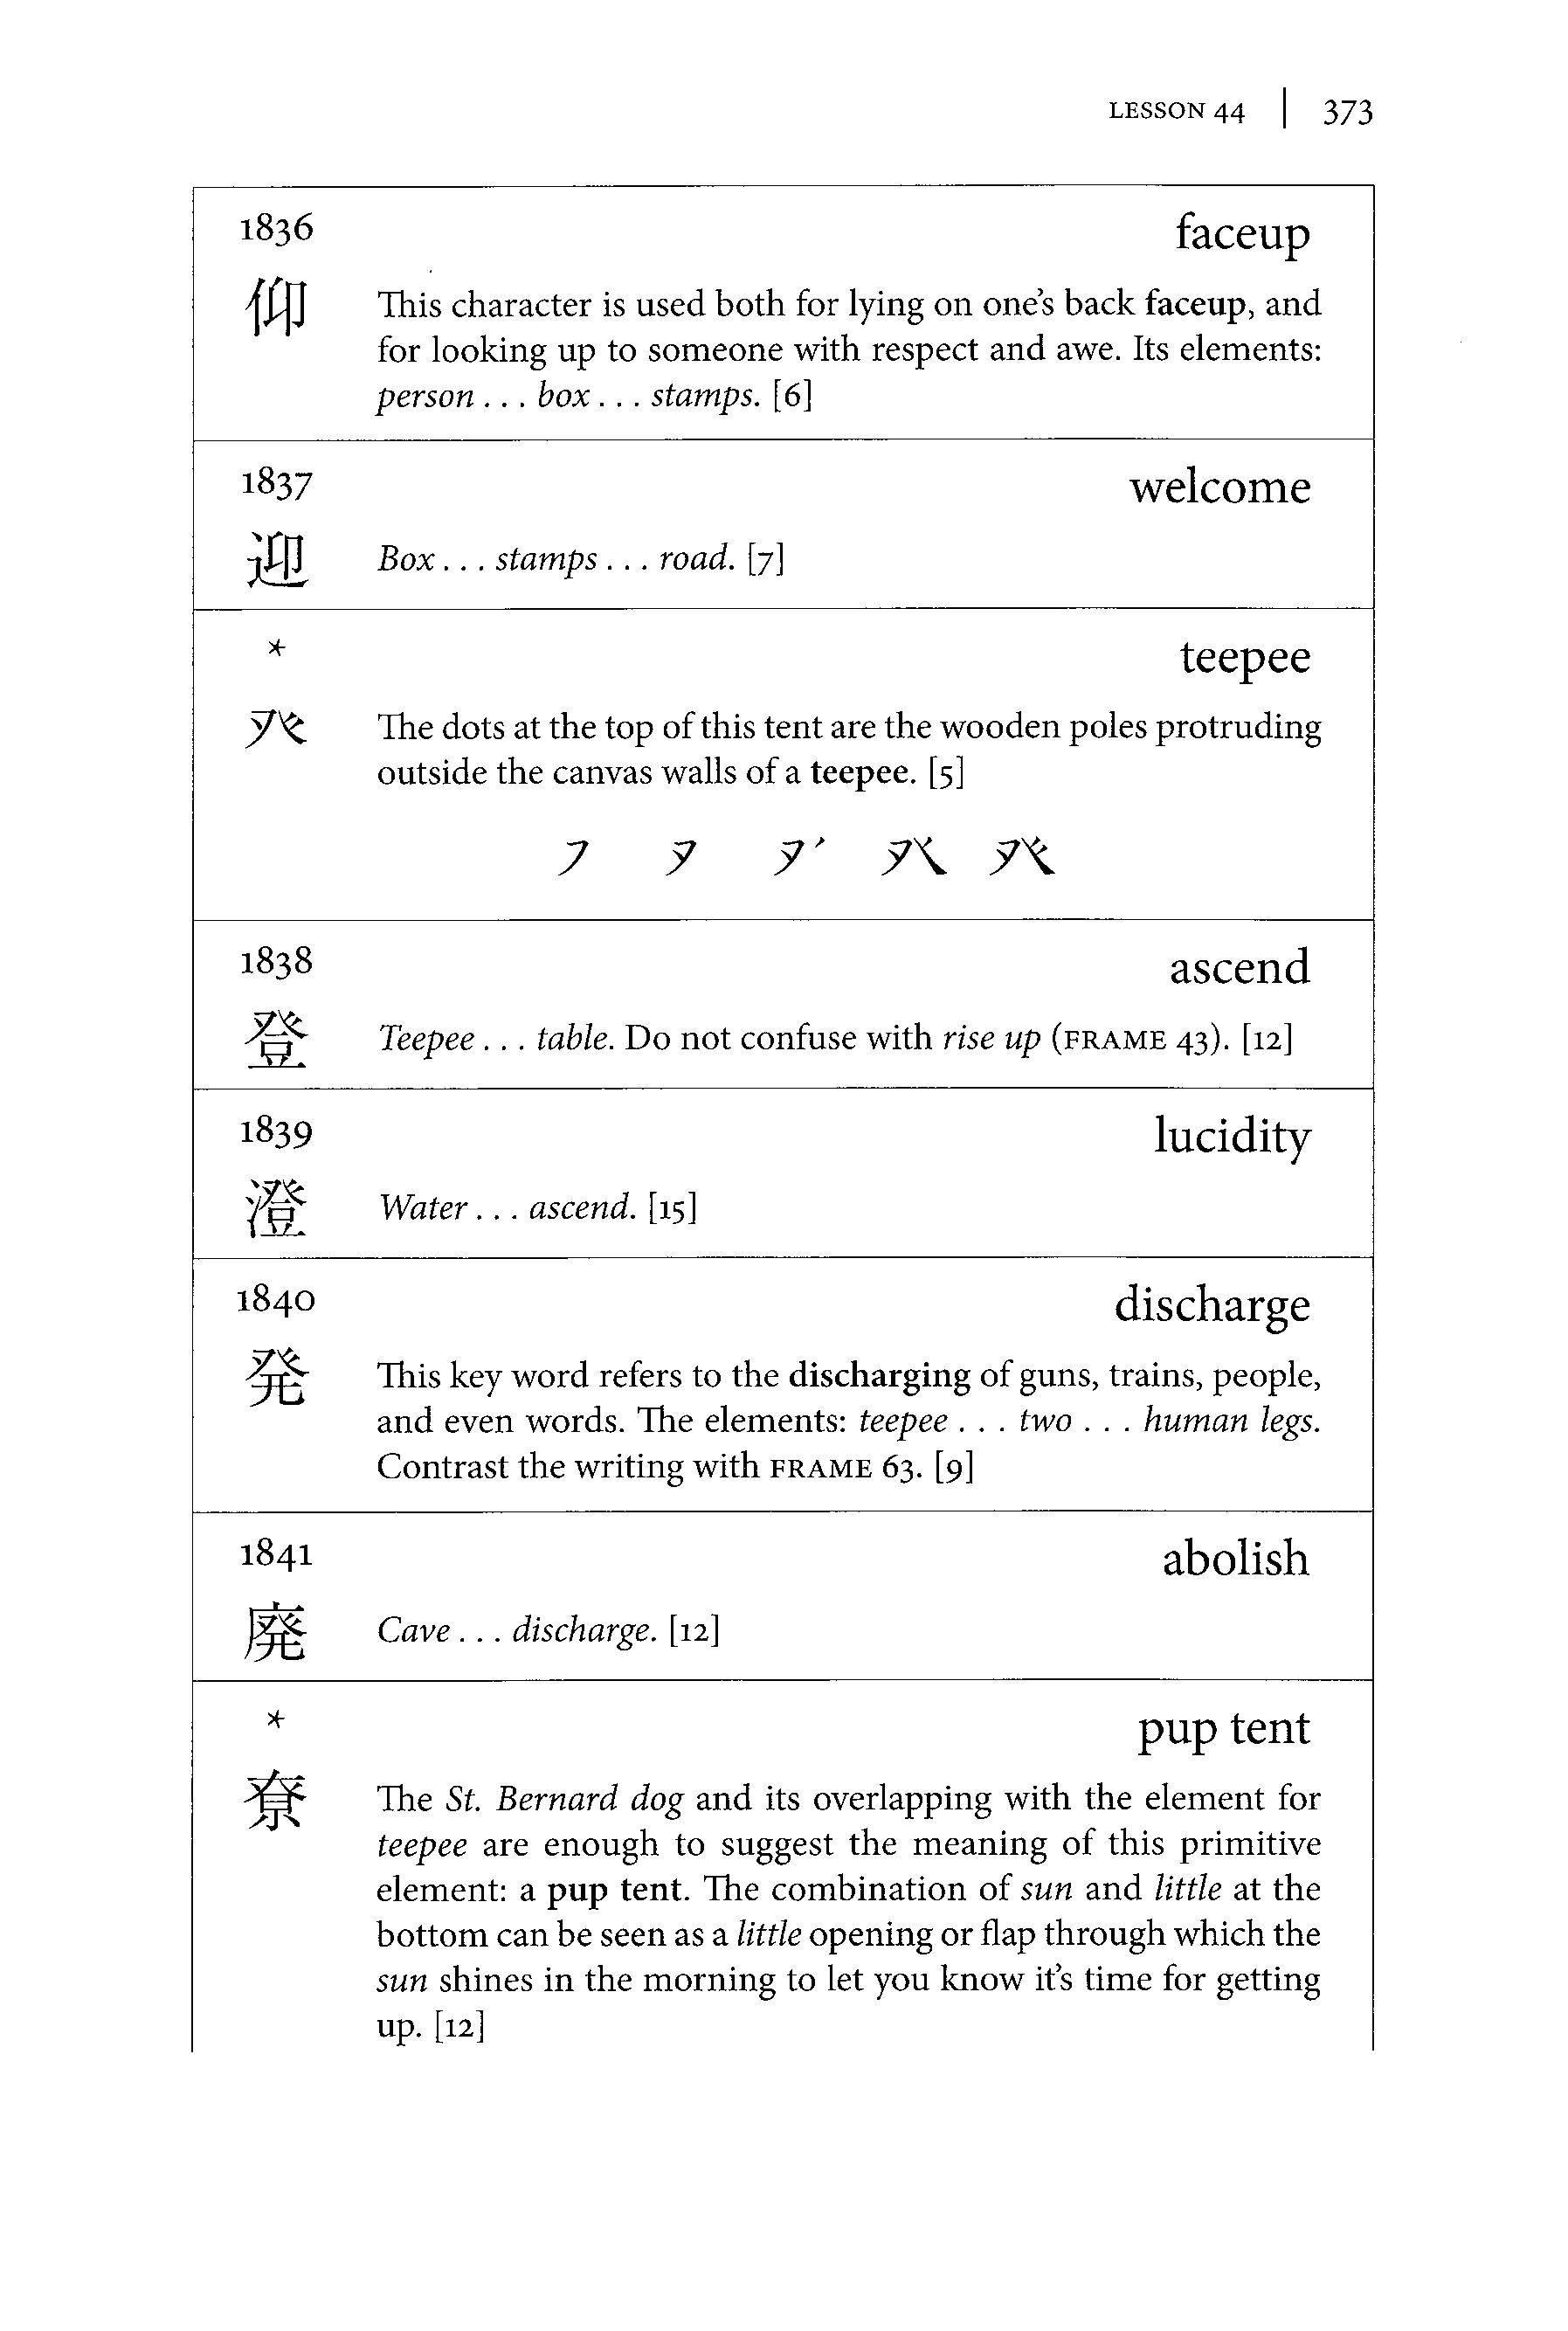 LESSON 44 | 373
1836 faceup
仰 This character is used both for lying on one's back faceup, and
for looking up to someone with respect and awe. Its elements:
person . . . box . . . stamps. [6]
1837 welcome
迎 Box . . . stamps . . . road. [7]
* teepee
癶 The dots at the top of this tent are the wooden poles protruding
outside the canvas walls of a teepee. [5]
癶
1838 ascend
登 Teepee . . . table. Do not confuse with rise up (FRAME 43). [12]
1839 lucidity
澄 Water . . . ascend. [15]
1840 discharge
発 This key word refers to the discharging of guns, trains, people,
and even words. The elements: teepee . . . two . . . human legs.
Contrast the writing with FRAME 63. [9]
1841 abolish
廃 Cave . . . discharge. [12]
* pup tent
尞 The St. Bernard dog and its overlapping with the element for
teepee are enough to suggest the meaning of this primitive
element: a pup tent. The combination of sun and little at the
bottom can be seen as a little opening or flap through which the
sun shines in the morning to let you know it's time for getting
up. [12]